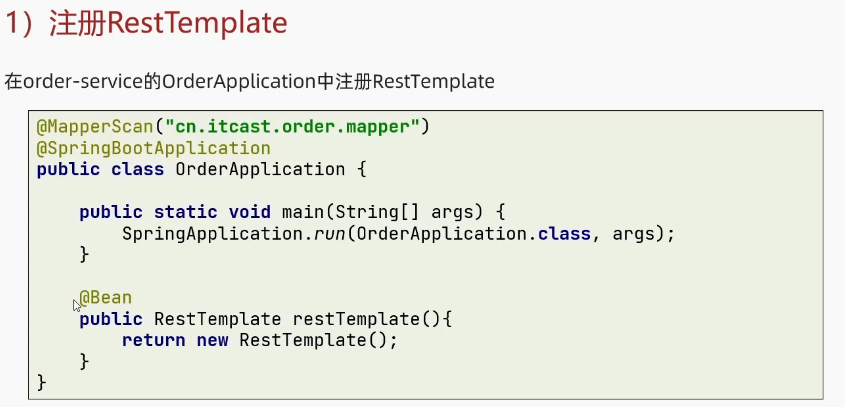 1）注册RestTemplate
在order-service的OrderApplication中注册RestTemplate
@MapperScan("cn.itcast.order.mapper")
@SpringBootApplication
public class OrderApplication {
public static void main(String[] args) {
SpringApplication.run(OrderApplication.class, args);
}
@Bean
public RestTemplate restTemplate(){
return new RestTemplate();
}
}